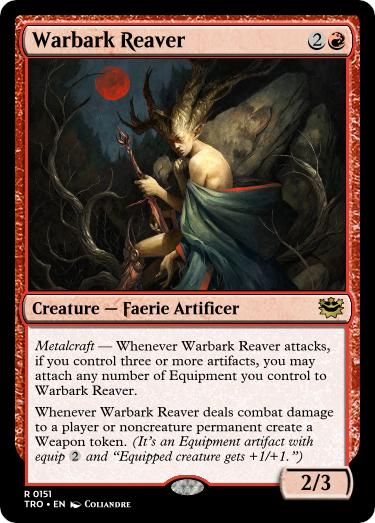 Warbark Reaver 2
Creature — Faerie Artificer
Metalcraft — Whenever Warbark Reaver attacks,
if you control three or more artifacts, you may
attach any number of Equipment you control to
Warbark Reaver.
Whenever Warbark Reaver deals combat damage
to a player or noncreature permanent create a
Weapon token. (It's an Equipment artifact with
equip 2 and “Equipped creature gets +1/+1.”)
2/3
R 0151
TRO • EN Coliandre